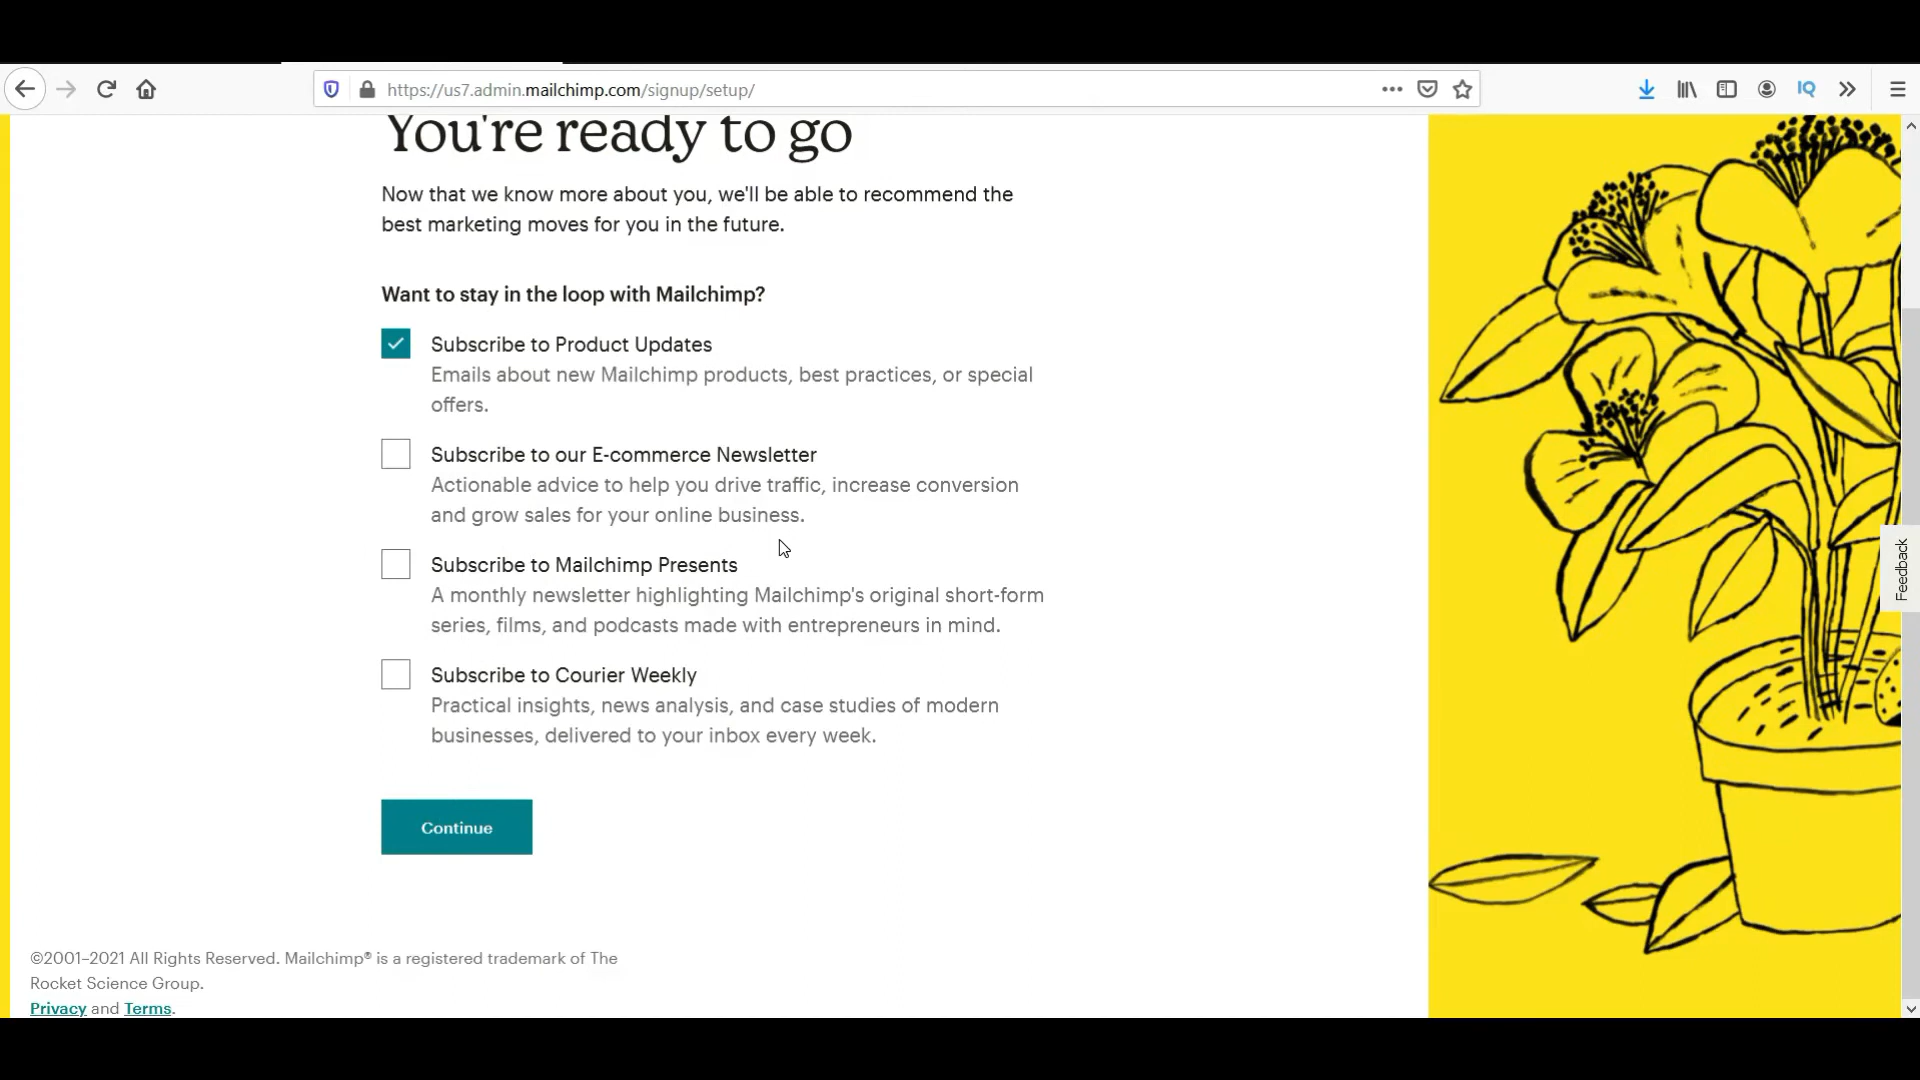 https://us7.admin.mailchimp.com/signup/setup/
IQ
You're ready to go
Now that we know more about you, we'll be able to recommend the
best marketing moves for you in the future.
Want to stay in the loop with Mailchimp?
Subscribe to Product Updates
Emails about new Mailchimp products, best practices, or special
offers.
Subscribe to our E-commerce Newsletter
Actionable advice to help you drive traffic, increase conversion
and grow sales for your online business.
Subscribe to Mailchimp Presents
A monthly newsletter highlighting Mailchimp's original short-form
series, films, and podcasts made with entrepreneurs in mind.
Subscribe to Courier Weekly
Practical insights, news analysis, and case studies of modern
businesses, delivered to your inbox every week.
Continue
Feedback
©2001–2021 All Rights Reserved. Mailchimp® is a registered trademark of The
Rocket Science Group.
Privacy and Terms.